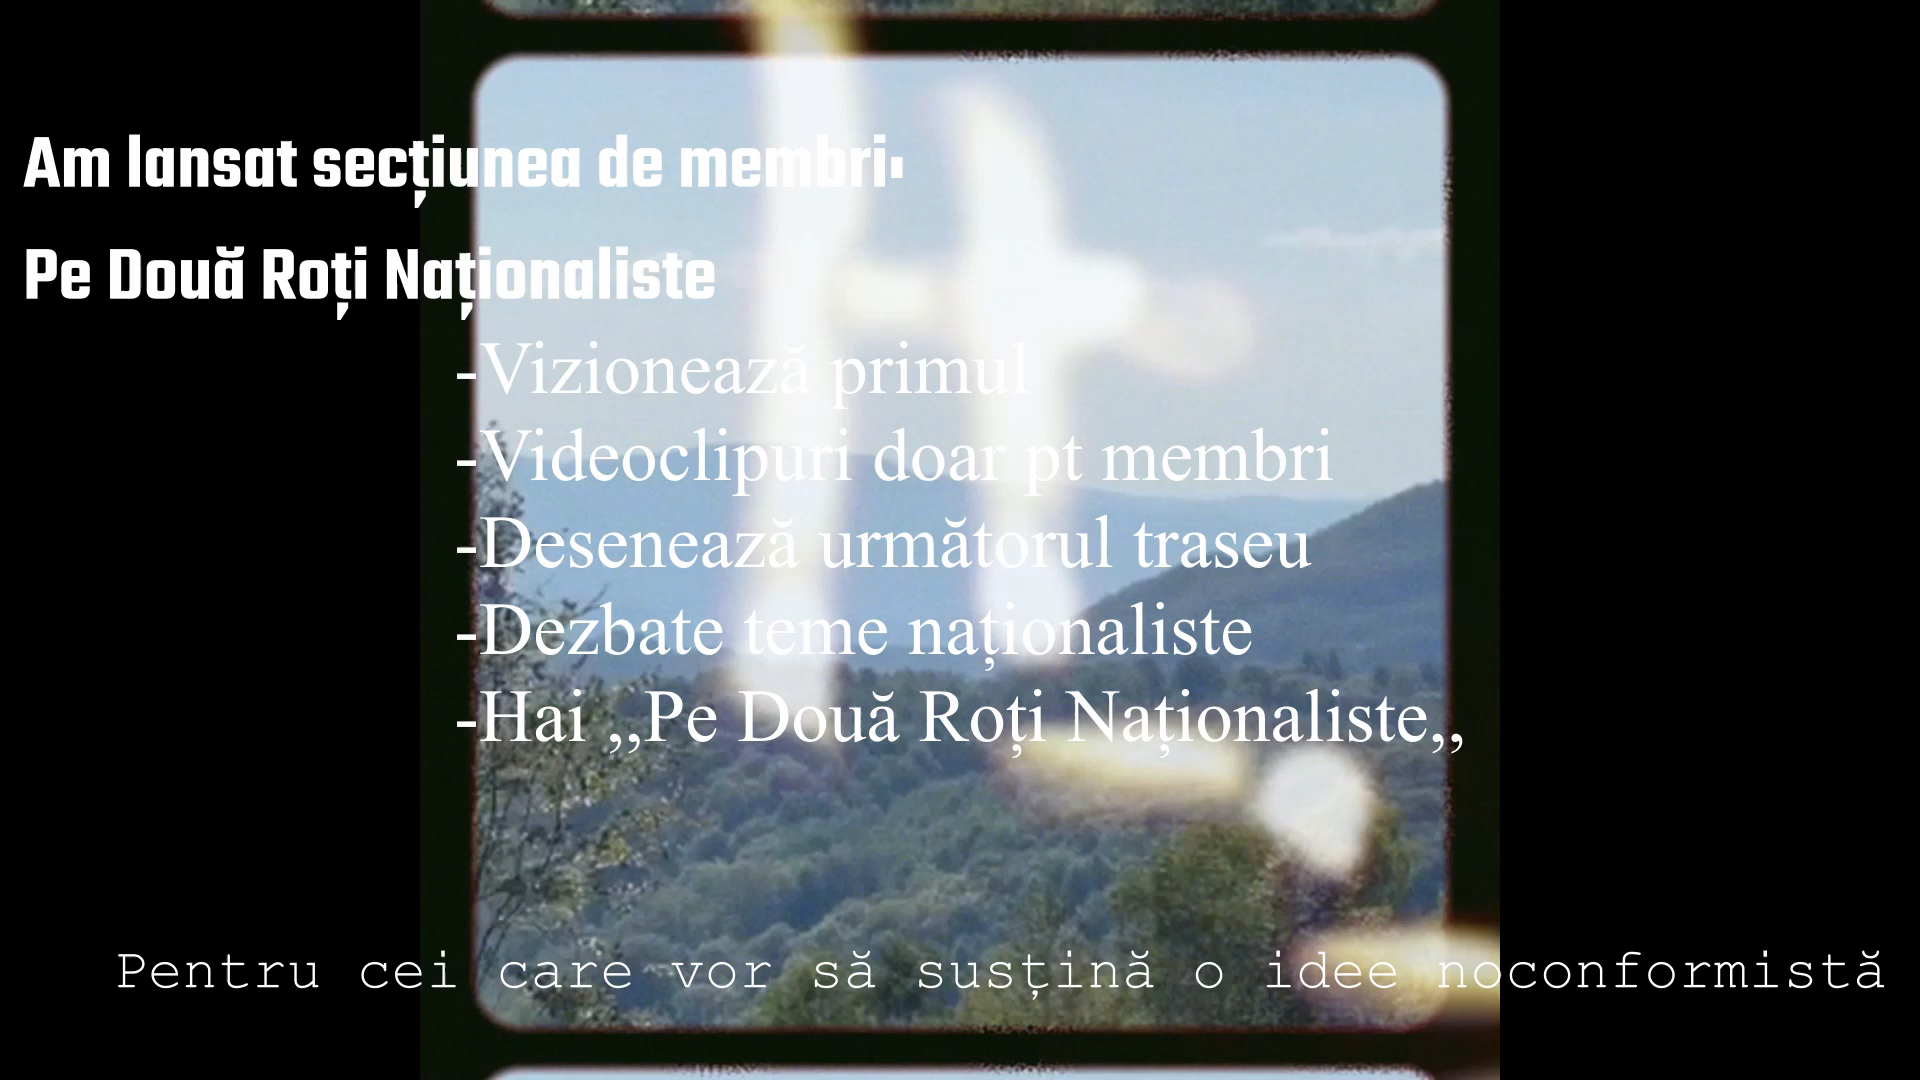 Am lansat secțiunea de membri:
Pe Două Roți Naționaliste
-Vizionează primul
-Videoclipuri doar pt membri
-Desenează următorul traseu
-Dezbate teme naționaliste
-Hai ,,Pe Două Roți Naționaliste,,
Pentru cei care vor să susțină o idee noconformistă